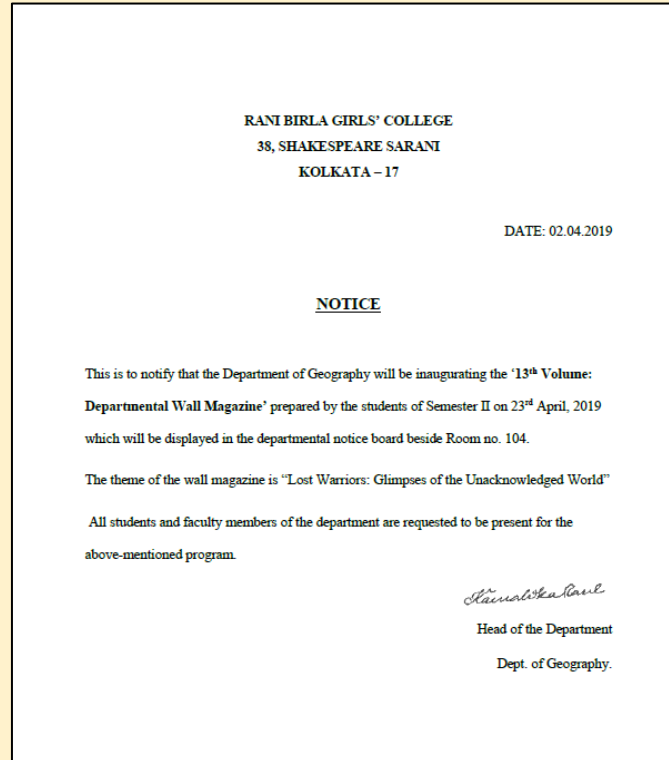 RANI BIRLA GIRLS' COLLEGE
38, SHAKESPEARE SARANI
KOLKATA – 17
DATE: 02.04.2019
NOTICE
This is to notify that the Department of Geography will be inaugurating the '13th Volume:
Departmental Wall Magazine' prepared by the students of Semester II on 23rd April, 2019
which will be displayed in the departmental notice board beside Room no. 104.
The theme of the wall magazine is "Lost Warriors: Glimpses of the Unacknowledged World"
All students and faculty members of the department are requested to be present for the
above-mentioned program.
Head of the Department
Dept. of Geography.